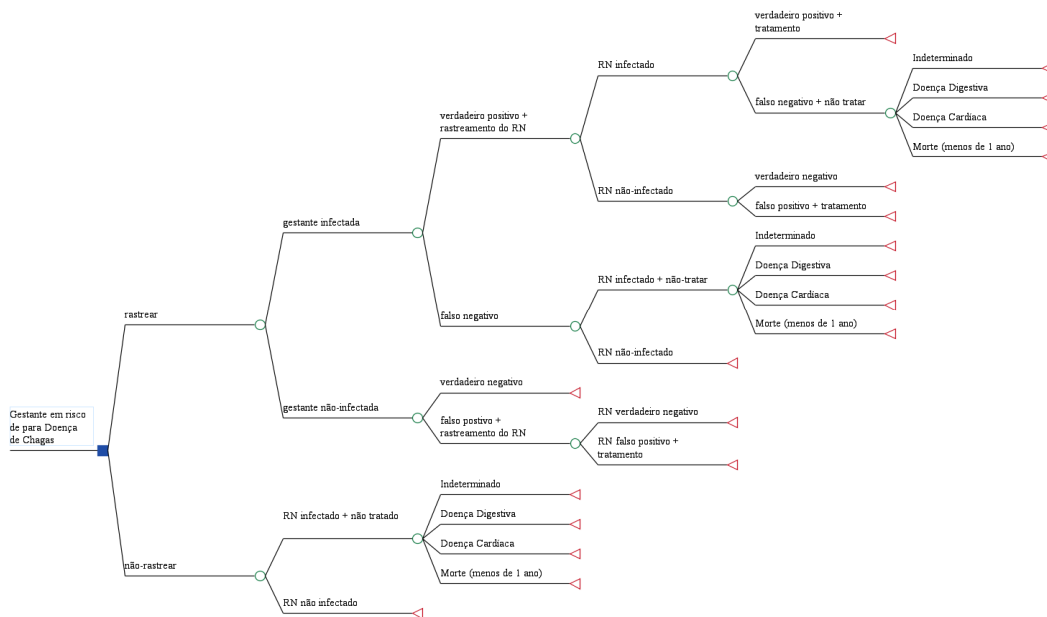 verdadeiro positivo +
tratamento
Indeterminado
RN infectado
Doença Digestiva
falso negativo + não tratar
Doença Cardíaca
verdadeiro positivo +
rastreamento do RN
Morte (menos de 1 ano)
verdadeiro negativo
RN não-infectado
falso positivo + tratamento
gestante infectada
Indeterminado
Doença Digestiva
RN infectado + não-tratar
Doença Cardíaca
rastrear
falso negativo
Morte (menos de 1 ano)
RN não-infectado
verdadeiro negativo
gestante não-infectada
Gestante em risco
de para Doença
de Chagas
falso postivo +
rastreamento do RN
RN verdadeiro negativo
RN falso positivo +
tratamento
Indeterminado
RN infectado + não tratado
Doença Digestiva
Doença Cardíaca
não-rastrear
Morte (menos de 1 ano)
RN não infectado